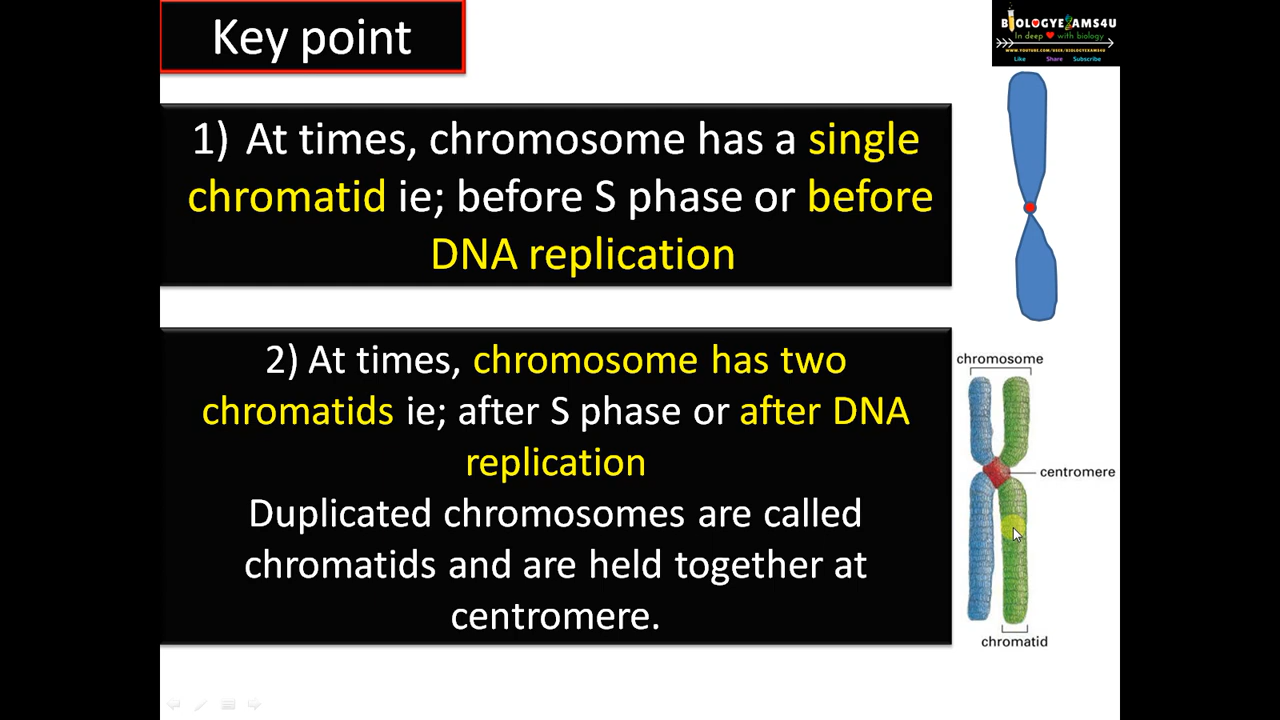 Key point
BIOLOGYEXAMS4U
In deep with biology
WWW.YOUTUBE.COM/USER/BIOLOGYEXAMS4U
Like Share Subscribe
1) At times, chromosome has a single
chromatid ie; before S phase or before
DNA replication
2) At times, chromosome has two
chromatids ie; after S phase or after DNA
replication
Duplicated chromosomes are called
chromatids and are held together at
centromere.
chromosome
centromere
chromatid